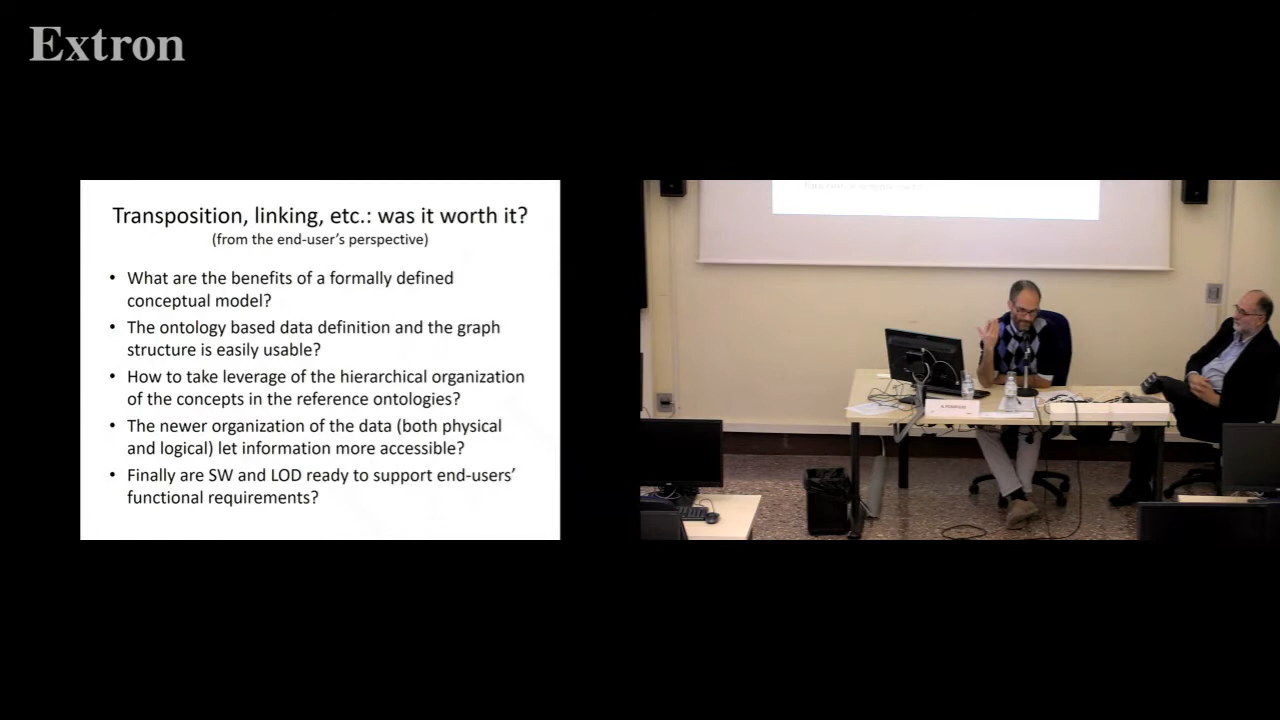 Extron
Transposition, linking, etc.: was it worth it?
(from the end-user's perspective)
• What are the benefits of a formally defined
conceptual model?
• The ontology based data definition and the graph
structure is easily usable?
• How to take leverage of the hierarchical organization
of the concepts in the reference ontologies?
• The newer organization of the data (both physical
and logical) let information more accessible?
• Finally are SW and LOD ready to support end-users'
functional requirements?